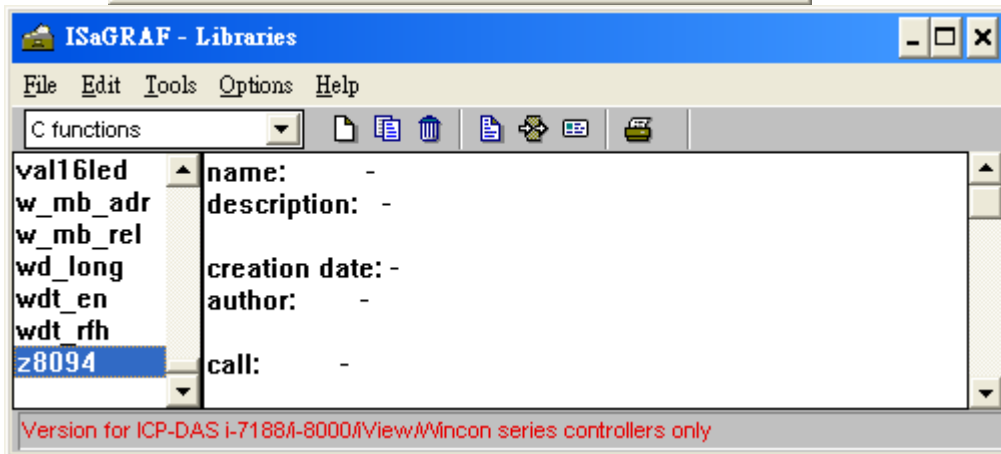 ISaGRAF - Libraries
File Edit Tools Options Help
C functions
val16led
w_mb_adr
w_mb_rel
wd_long
wdt_en
wdt_rfh
z8094
name: -
description: -
creation date: -
author: -
call: -
Version for ICP-DAS i-7188/i-8000/iView/Wincon series controllers only